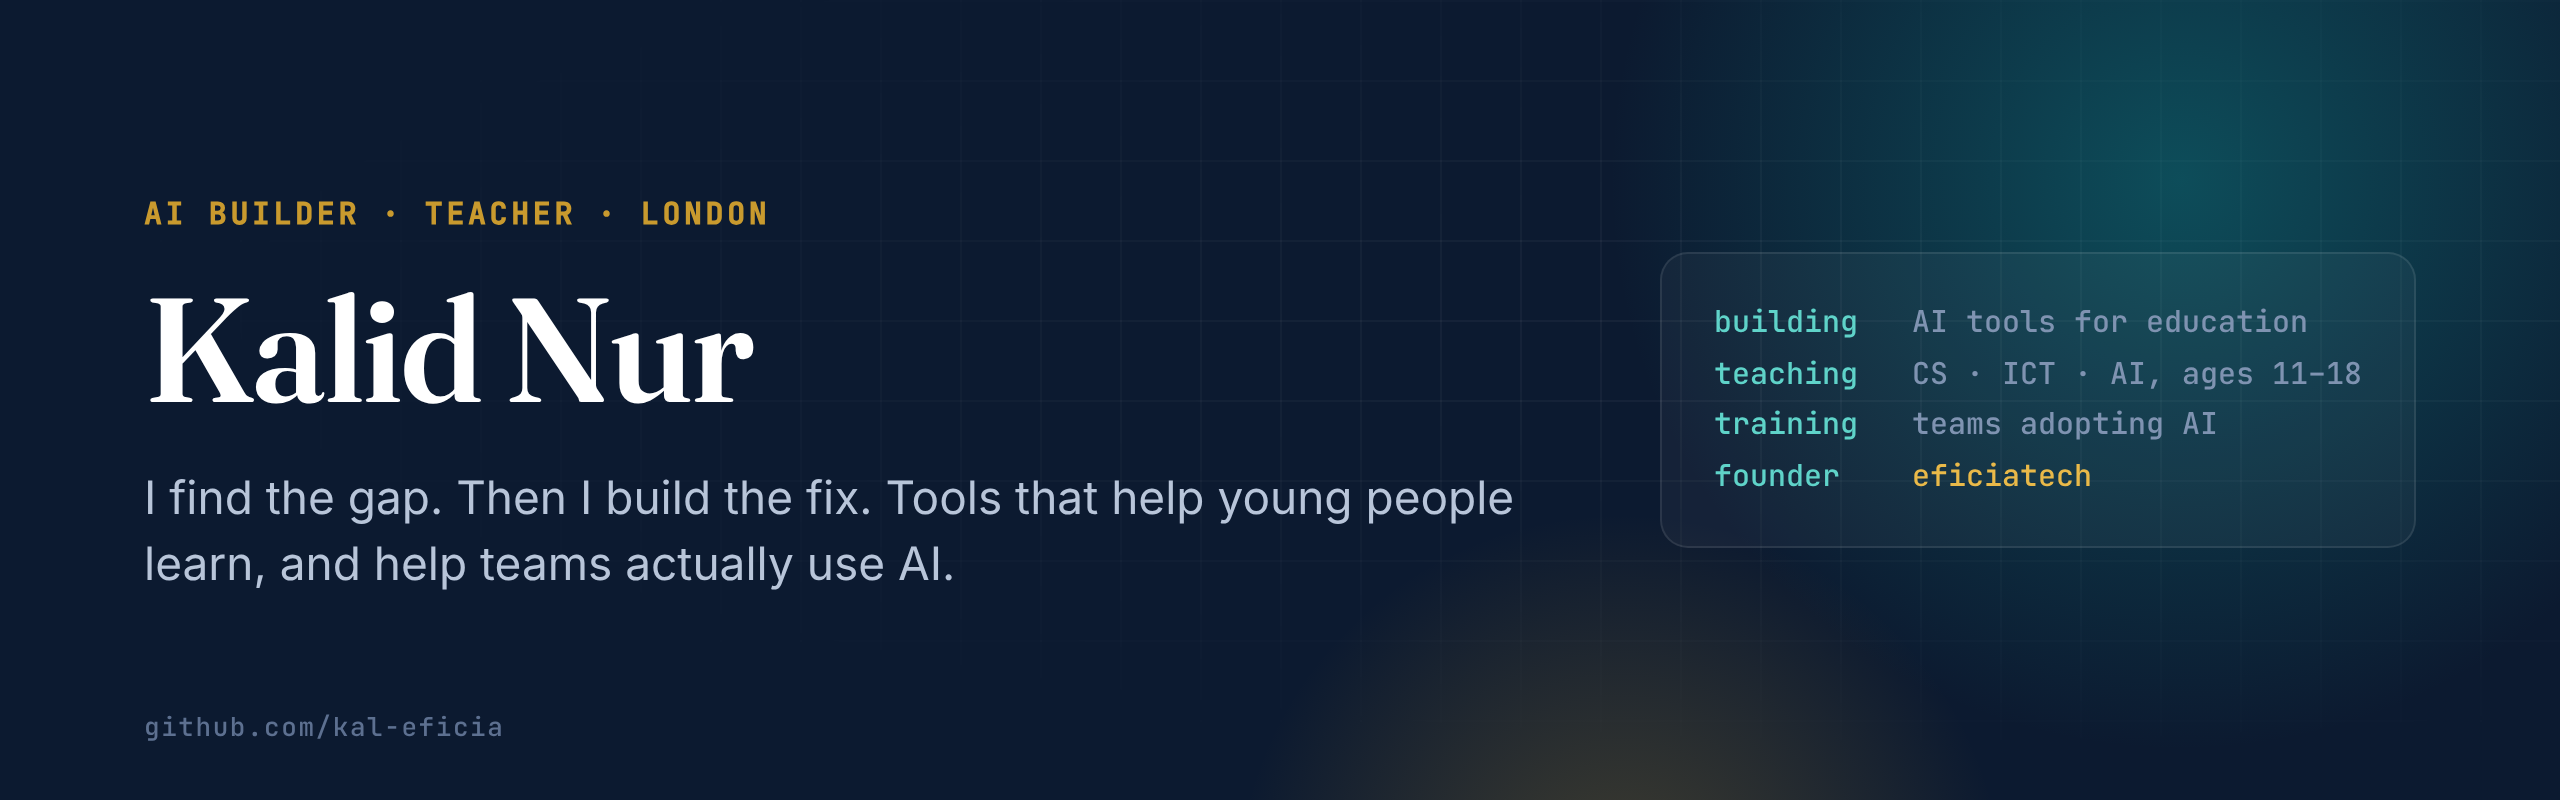 AI BUILDER · TEACHER · LONDON
Kalid Nur
I find the gap. Then I build the fix. Tools that help young people
learn, and help teams actually use AI.
github.com/kal-eficia
building AI tools for education
teaching CS · ICT · AI, ages 11–18
training teams adopting AI
founder eficiatech